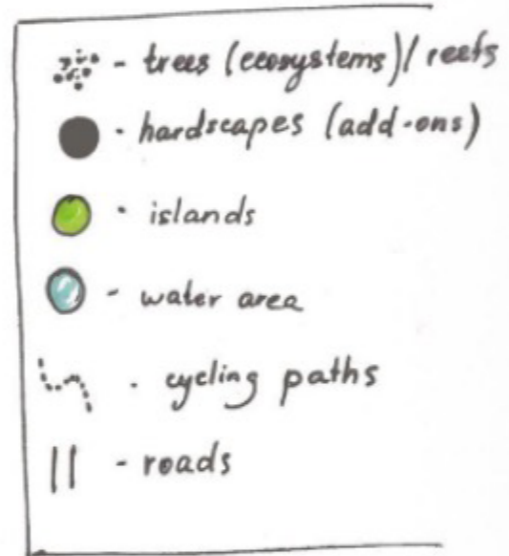 - trees (ecosystems)/ reefs
- hardscapes (add-ons)
- islands
- water area
- cycling paths
- roads